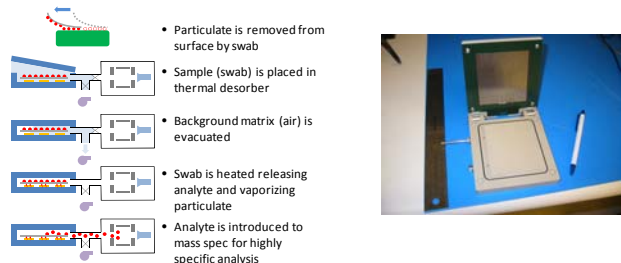 • Particulate is removed from
surface by swab
• Sample (swab) is placed in
thermal desorber
• Background matrix (air) is
evacuated
• Swab is heated releasing
analyte and vaporizing
particulate
• Analyte is introduced to
mass spec for highly
specific analysis